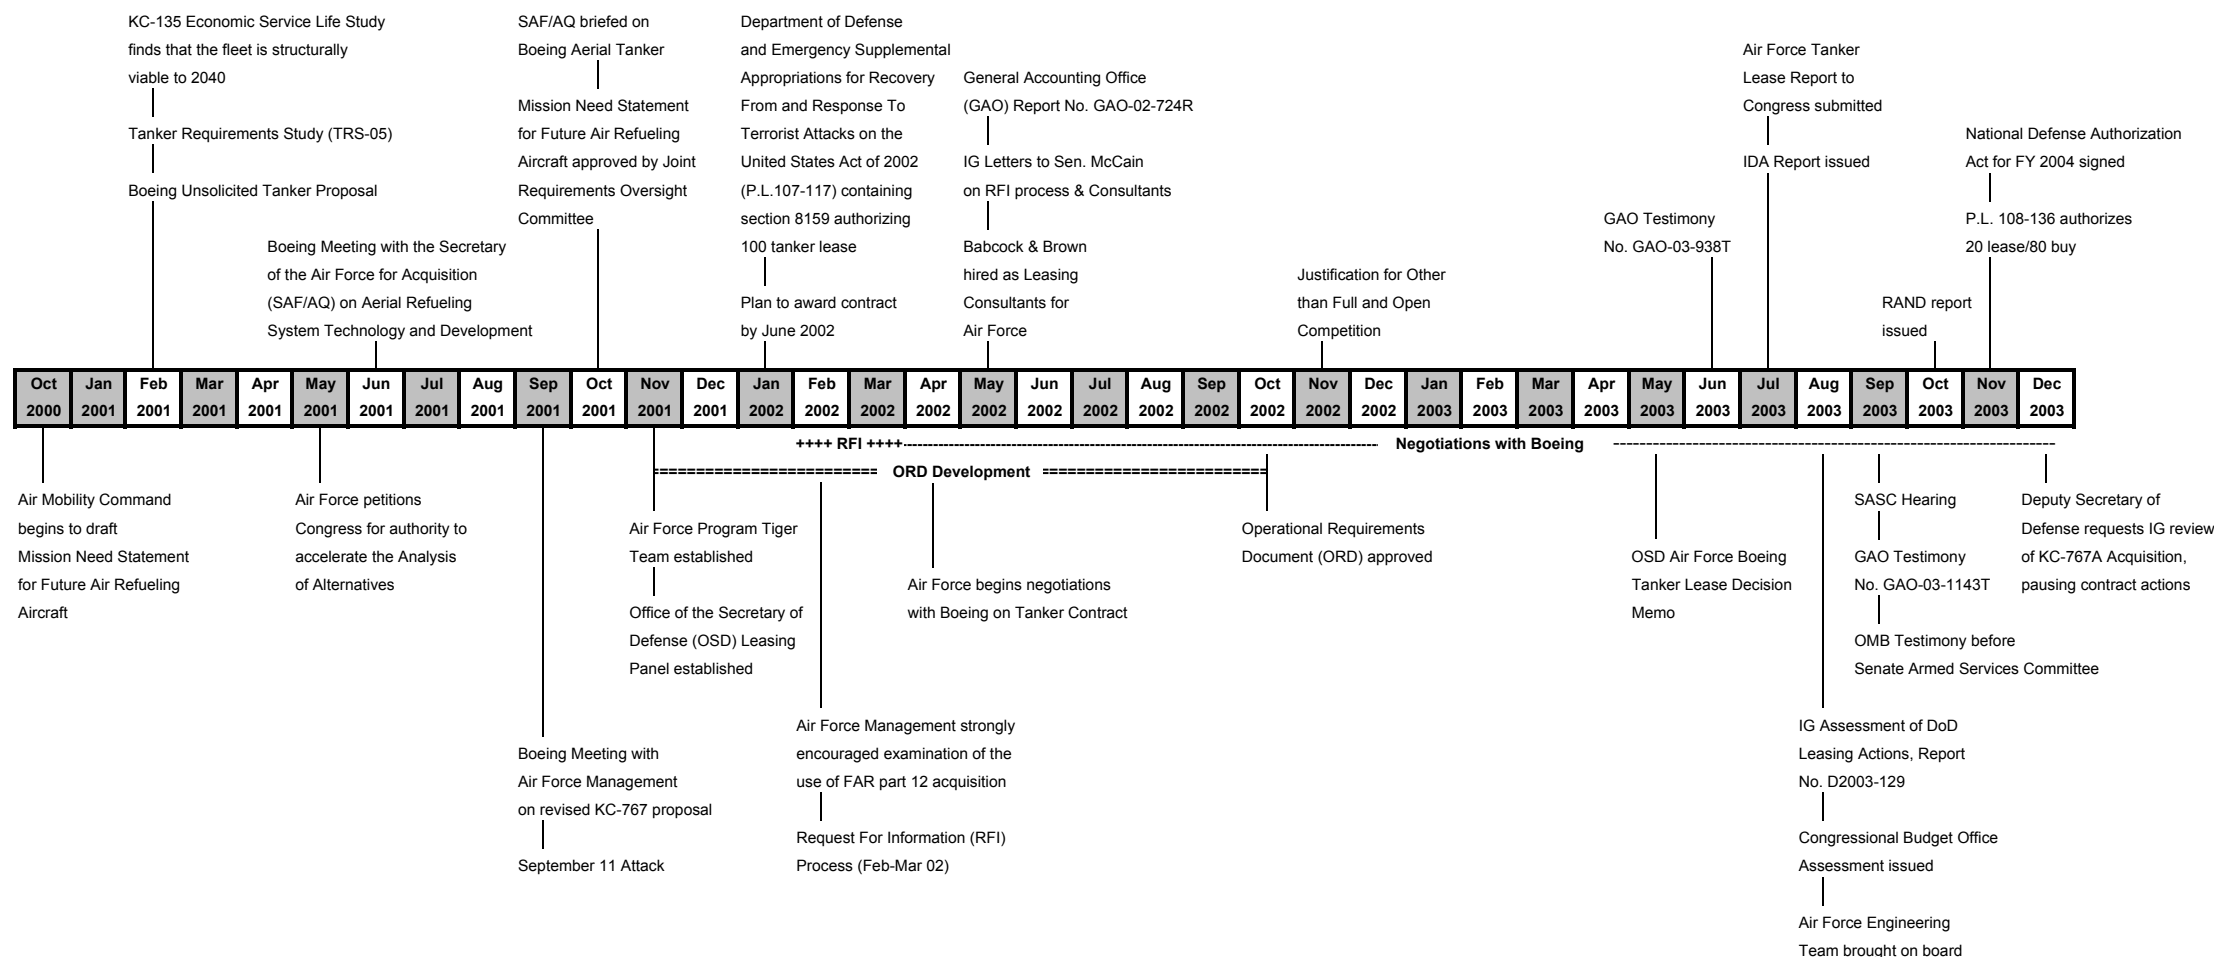 KC-135 Economic Service Life Study
finds that the fleet is structurally
viable to 2040
Tanker Requirements Study (TRS-05)
Boeing Unsolicited Tanker Proposal
Boeing Meeting with the Secretary
of the Air Force for Acquisition
(SAF/AQ) on Aerial Refueling
System Technology and Development
SAF/AQ briefed on
Boeing Aerial Tanker
Mission Need Statement
for Future Air Refueling
Aircraft approved by Joint
Requirements Oversight
Committee
Department of Defense
and Emergency Supplemental
Appropriations for Recovery
From and Response To
Terrorist Attacks on the
United States Act of 2002
(P.L.107-117) containing
section 8159 authorizing
100 tanker lease
Plan to award contract
by June 2002
General Accounting Office
(GAO) Report No. GAO-02-724R
IG Letters to Sen. McCain
on RFI process & Consultants
Babcock & Brown
hired as Leasing
Consultants for
Air Force
Justification for Other
than Full and Open
Competition
GAO Testimony
No. GAO-03-938T
Air Force Tanker
Lease Report to
Congress submitted
IDA Report issued
RAND report
issued
National Defense Authorization
Act for FY 2004 signed
P.L. 108-136 authorizes
20 lease/80 buy
Oct Jan Feb Mar Apr May Jun Jul Aug Sep Oct Nov Dec Jan Feb Mar Apr May Jun Jul Aug Sep Oct Nov Dec Jan Feb Mar Apr May Jun Jul Aug Sep Oct Nov Dec
2000 2001 2001 2001 2001 2001 2001 2001 2001 2001 2001 2001 2001 2002 2002 2002 2002 2002 2002 2002 2002 2002 2002 2002 2002 2003 2003 2003 2003 2003 2003 2003 2003 2003 2003 2003 2003
++++ RFI ++++ Negotiations with Boeing
ORD Development
Air Mobility Command
begins to draft
Mission Need Statement
for Future Air Refueling
Aircraft
Air Force petitions
Congress for authority to
accelerate the Analysis
of Alternatives
Boeing Meeting with
Air Force Management
on revised KC-767 proposal
September 11 Attack
Air Force Program Tiger
Team established
Office of the Secretary of
Defense (OSD) Leasing
Panel established
Air Force Management strongly
encouraged examination of the
use of FAR part 12 acquisition
Request For Information (RFI)
Process (Feb-Mar 02)
Air Force begins negotiations
with Boeing on Tanker Contract
Operational Requirements
Document (ORD) approved
OSD Air Force Boeing
Tanker Lease Decision
Memo
IG Assessment of DoD
Leasing Actions, Report
No. D2003-129
Congressional Budget Office
Assessment issued
Air Force Engineering
Team brought on board
SASC Hearing
GAO Testimony
No. GAO-03-1143T
OMB Testimony before
Senate Armed Services Committee
Deputy Secretary of
Defense requests IG review
of KC-767A Acquisition,
pausing contract actions